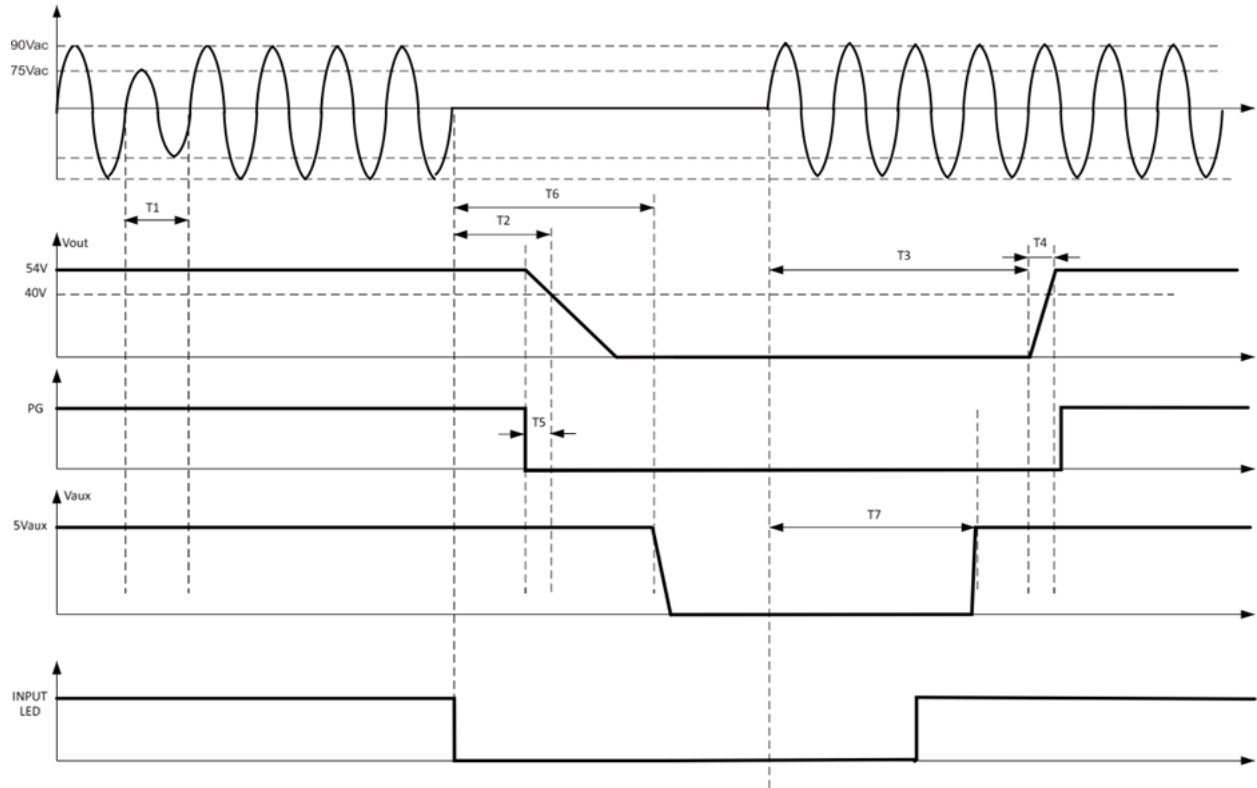 90Vac
75Vac
T1
T6
T2
Vout
54V
40V
T3
T4
PG
T5
Vaux
5Vaux
T7
INPUT
LED